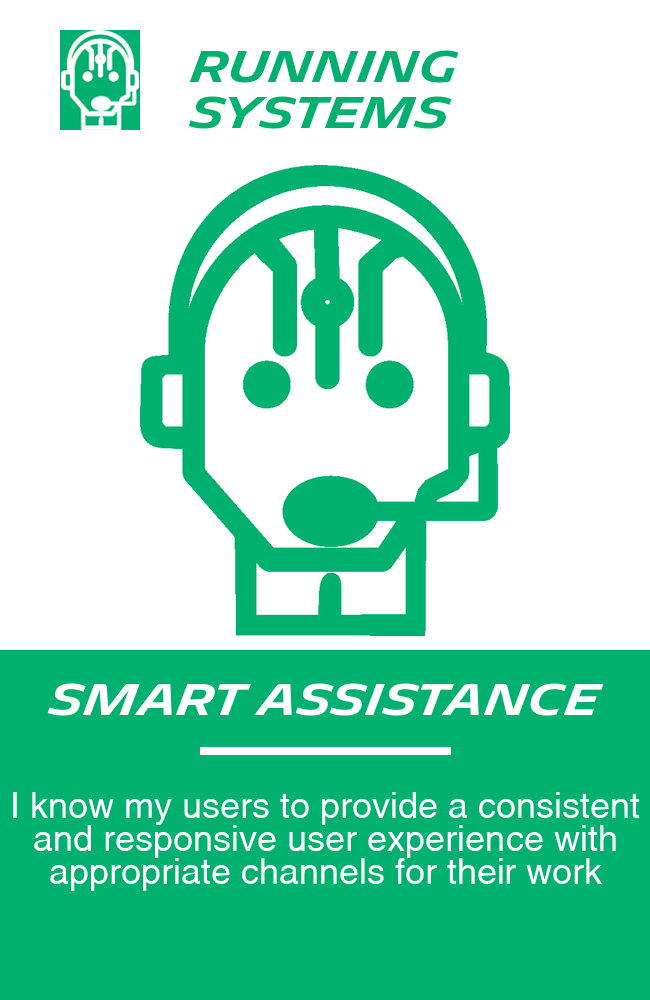 RUNNING
SYSTEMS
SMART ASSISTANCE
I know my users to provide a consistent
and responsive user experience with
appropriate channels for their work